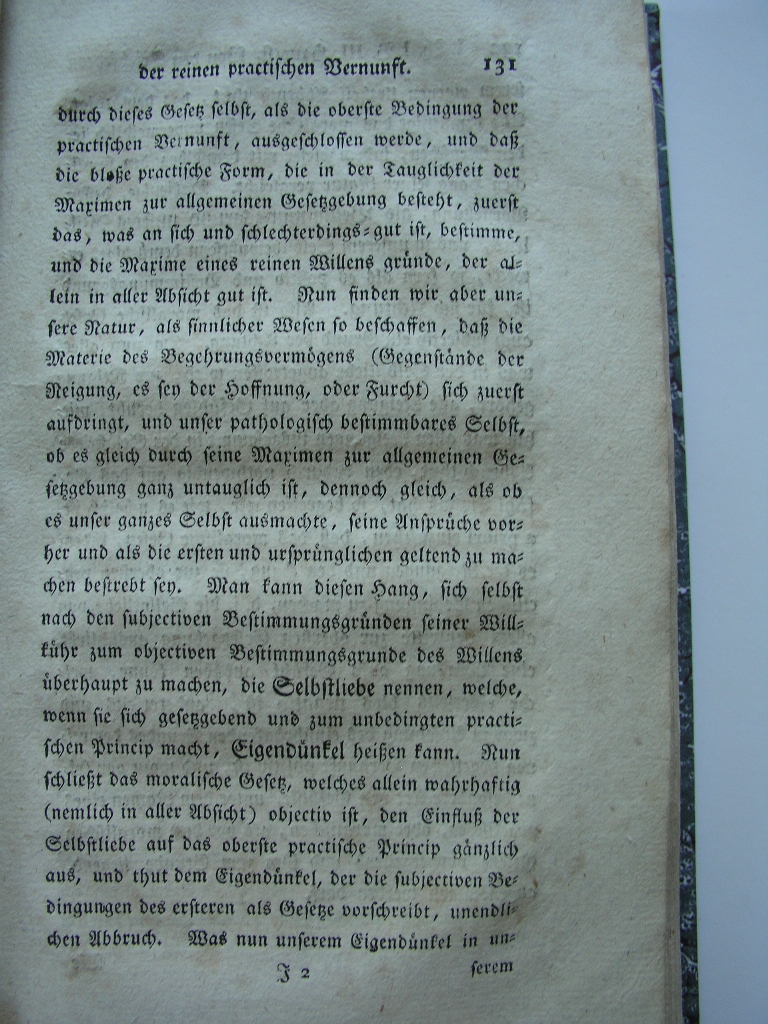 der reinen practischen Vernunft. 131
durch dieses Gesetz selbst, als die oberste Bedingung der
practischen Vernunft, ausgeschlossen werde, und daß
die bloße practische Form, die in der Tauglichkeit der
Maximen zur allgemeinen Gesetzgebung besteht, zuerst
das, was an sich und schlechterdings-gut ist, bestimme,
und die Maxime eines reinen Willens gründe, der al-
lein in aller Absicht gut ist. Nun finden wir aber un-
sere Natur, als sinnlicher Wesen so beschaffen, daß die
Materie des Begehrungsvermögens (Gegenstände der
Neigung, es sey der Hoffnung, oder Furcht) sich zuerst
aufdringt, und unser pathologisch bestimmbares Selbst,
ob es gleich durch seine Maximen zur allgemeinen Ge-
setzgebung ganz untauglich ist, dennoch gleich, als ob
es unser ganzes Selbst ausmachte, seine Ansprüche vor-
her und als die ersten und ursprünglichen geltend zu ma-
chen bestrebt sey. Man kann diesen Hang, sich selbst
nach den subjectiven Bestimmungsgründen seiner Will-
kühr zum objectiven Bestimmungsgrunde des Willens
überhaupt zu machen, die Selbstliebe nennen, welche,
wenn sie sich gesetzgebend und zum unbedingten practi-
schen Princip macht, Eigendünkel heißen kann. Nun
schließt das moralische Gesetz, welches allein wahrhaftig
(nemlich in aller Absicht) objectiv ist, den Einfluß der
Selbstliebe auf das oberste practische Princip gänzlich
aus, und thut dem Eigendünkel, der die subjectiven Be-
dingungen des ersteren als Gesetze vorschreibt, unendli-
chen Abbruch. Was nun unserem Eigendünkel in un-
J 2 serem